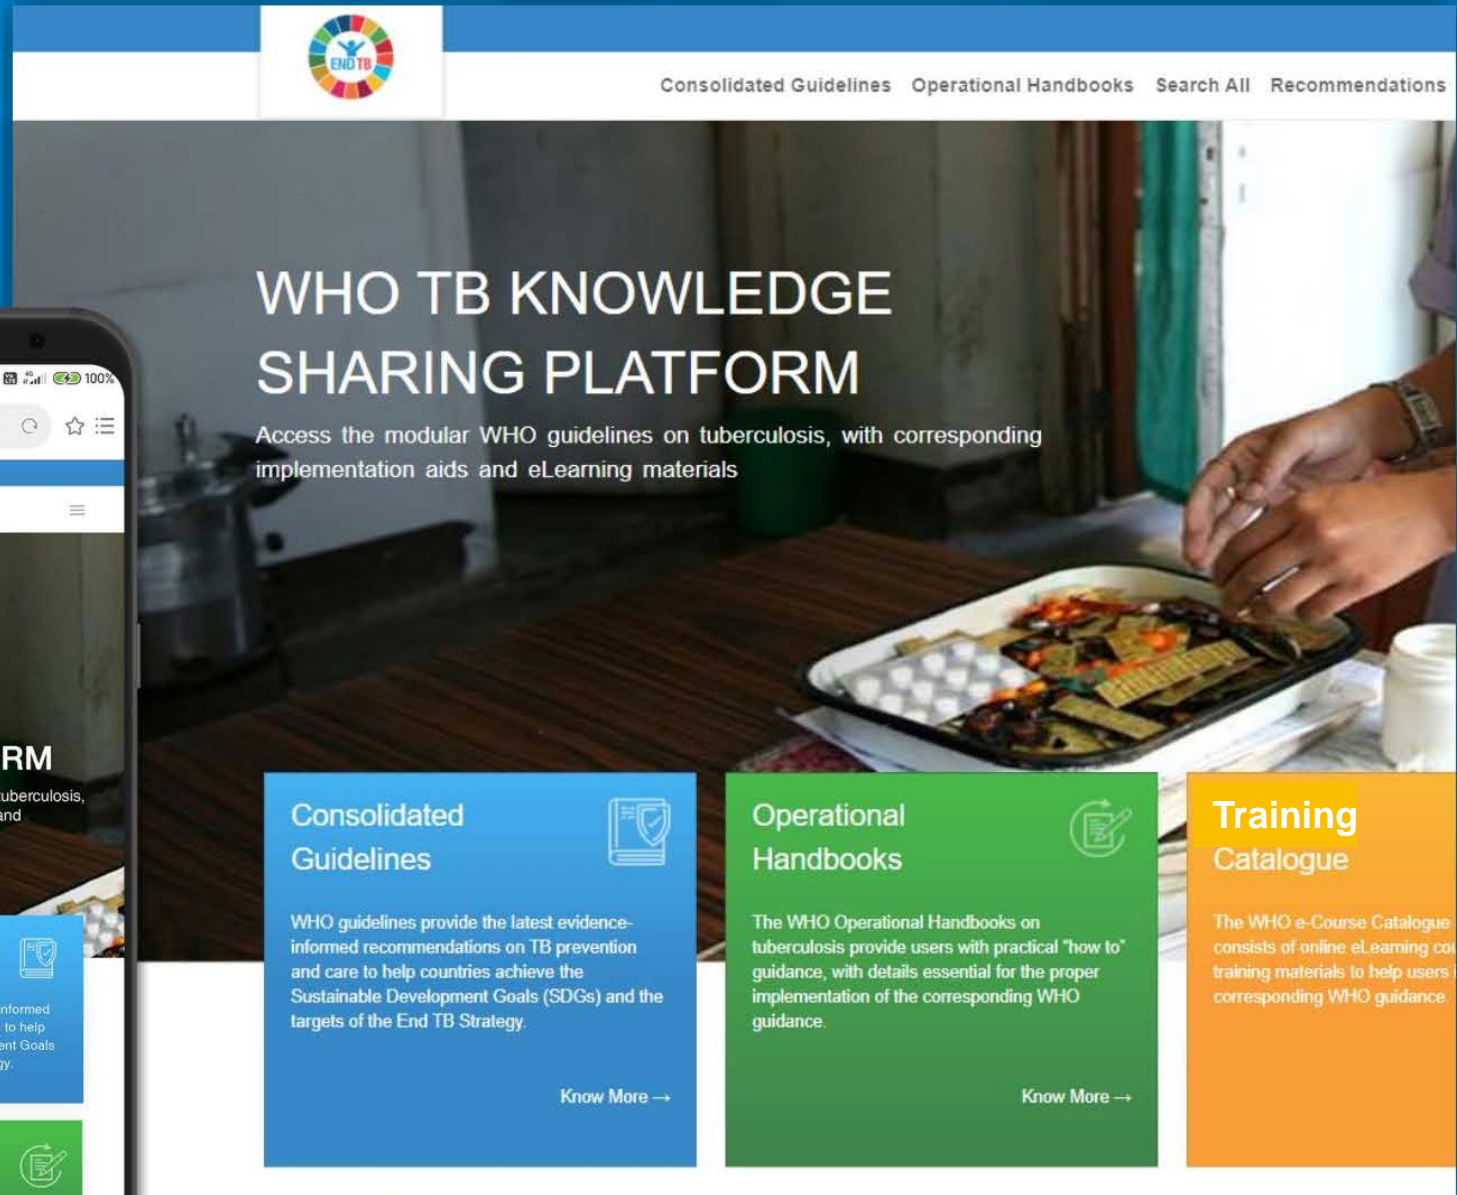 END TB
Consolidated Guidelines Operational Handbooks Search All Recommendations
WHO TB KNOWLEDGE
SHARING PLATFORM
Access the modular WHO guidelines on tuberculosis, with corresponding
implementation aids and eLearning materials
Consolidated
Guidelines
WHO guidelines provide the latest evidence-
informed recommendations on TB prevention
and care to help countries achieve the
Sustainable Development Goals (SDGs) and the
targets of the End TB Strategy.
Know More →
Operational
Handbooks
The WHO Operational Handbooks on
tuberculosis provide users with practical "how to"
guidance, with details essential for the proper
implementation of the corresponding WHO
guidance.
Know More →
Training
Catalogue
The WHO e-Course Catalogue
consists of online eLearning
training materials to help users
corresponding WHO guidance.
100%
RM
tuberculosis,
and
nformed
to help
ent Goals
gy.